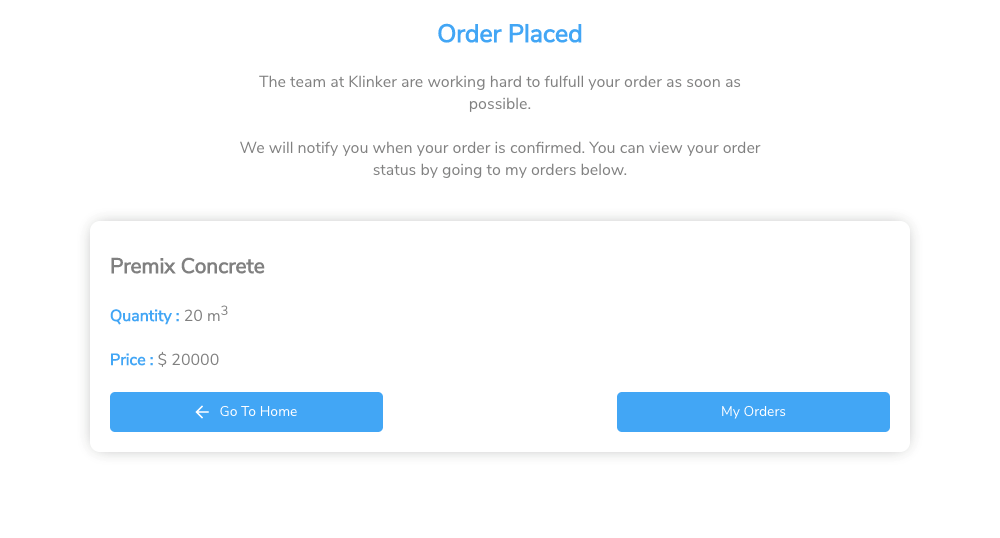 Order Placed
The team at Klinker are working hard to fulfull your order as soon as
possible.
We will notify you when your order is confirmed. You can view your order
status by going to my orders below.
Premix Concrete
Quantity : 20 m³
Price : $ 20000
← Go To Home
My Orders